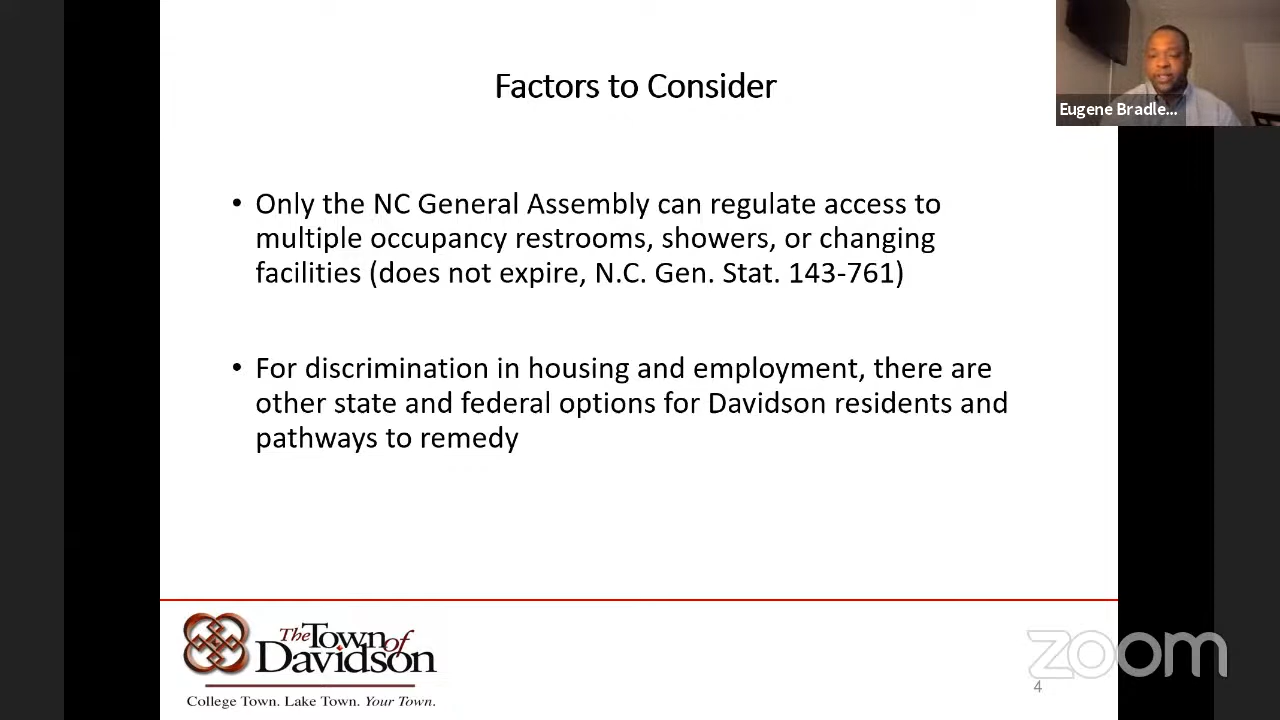 Factors to Consider
Eugene Bradle...
• Only the NC General Assembly can regulate access to
multiple occupancy restrooms, showers, or changing
facilities (does not expire, N.C. Gen. Stat. 143-761)
• For discrimination in housing and employment, there are
other state and federal options for Davidson residents and
pathways to remedy
The Town of
Davidson
College Town. Lake Town. Your Town.
zoom
4